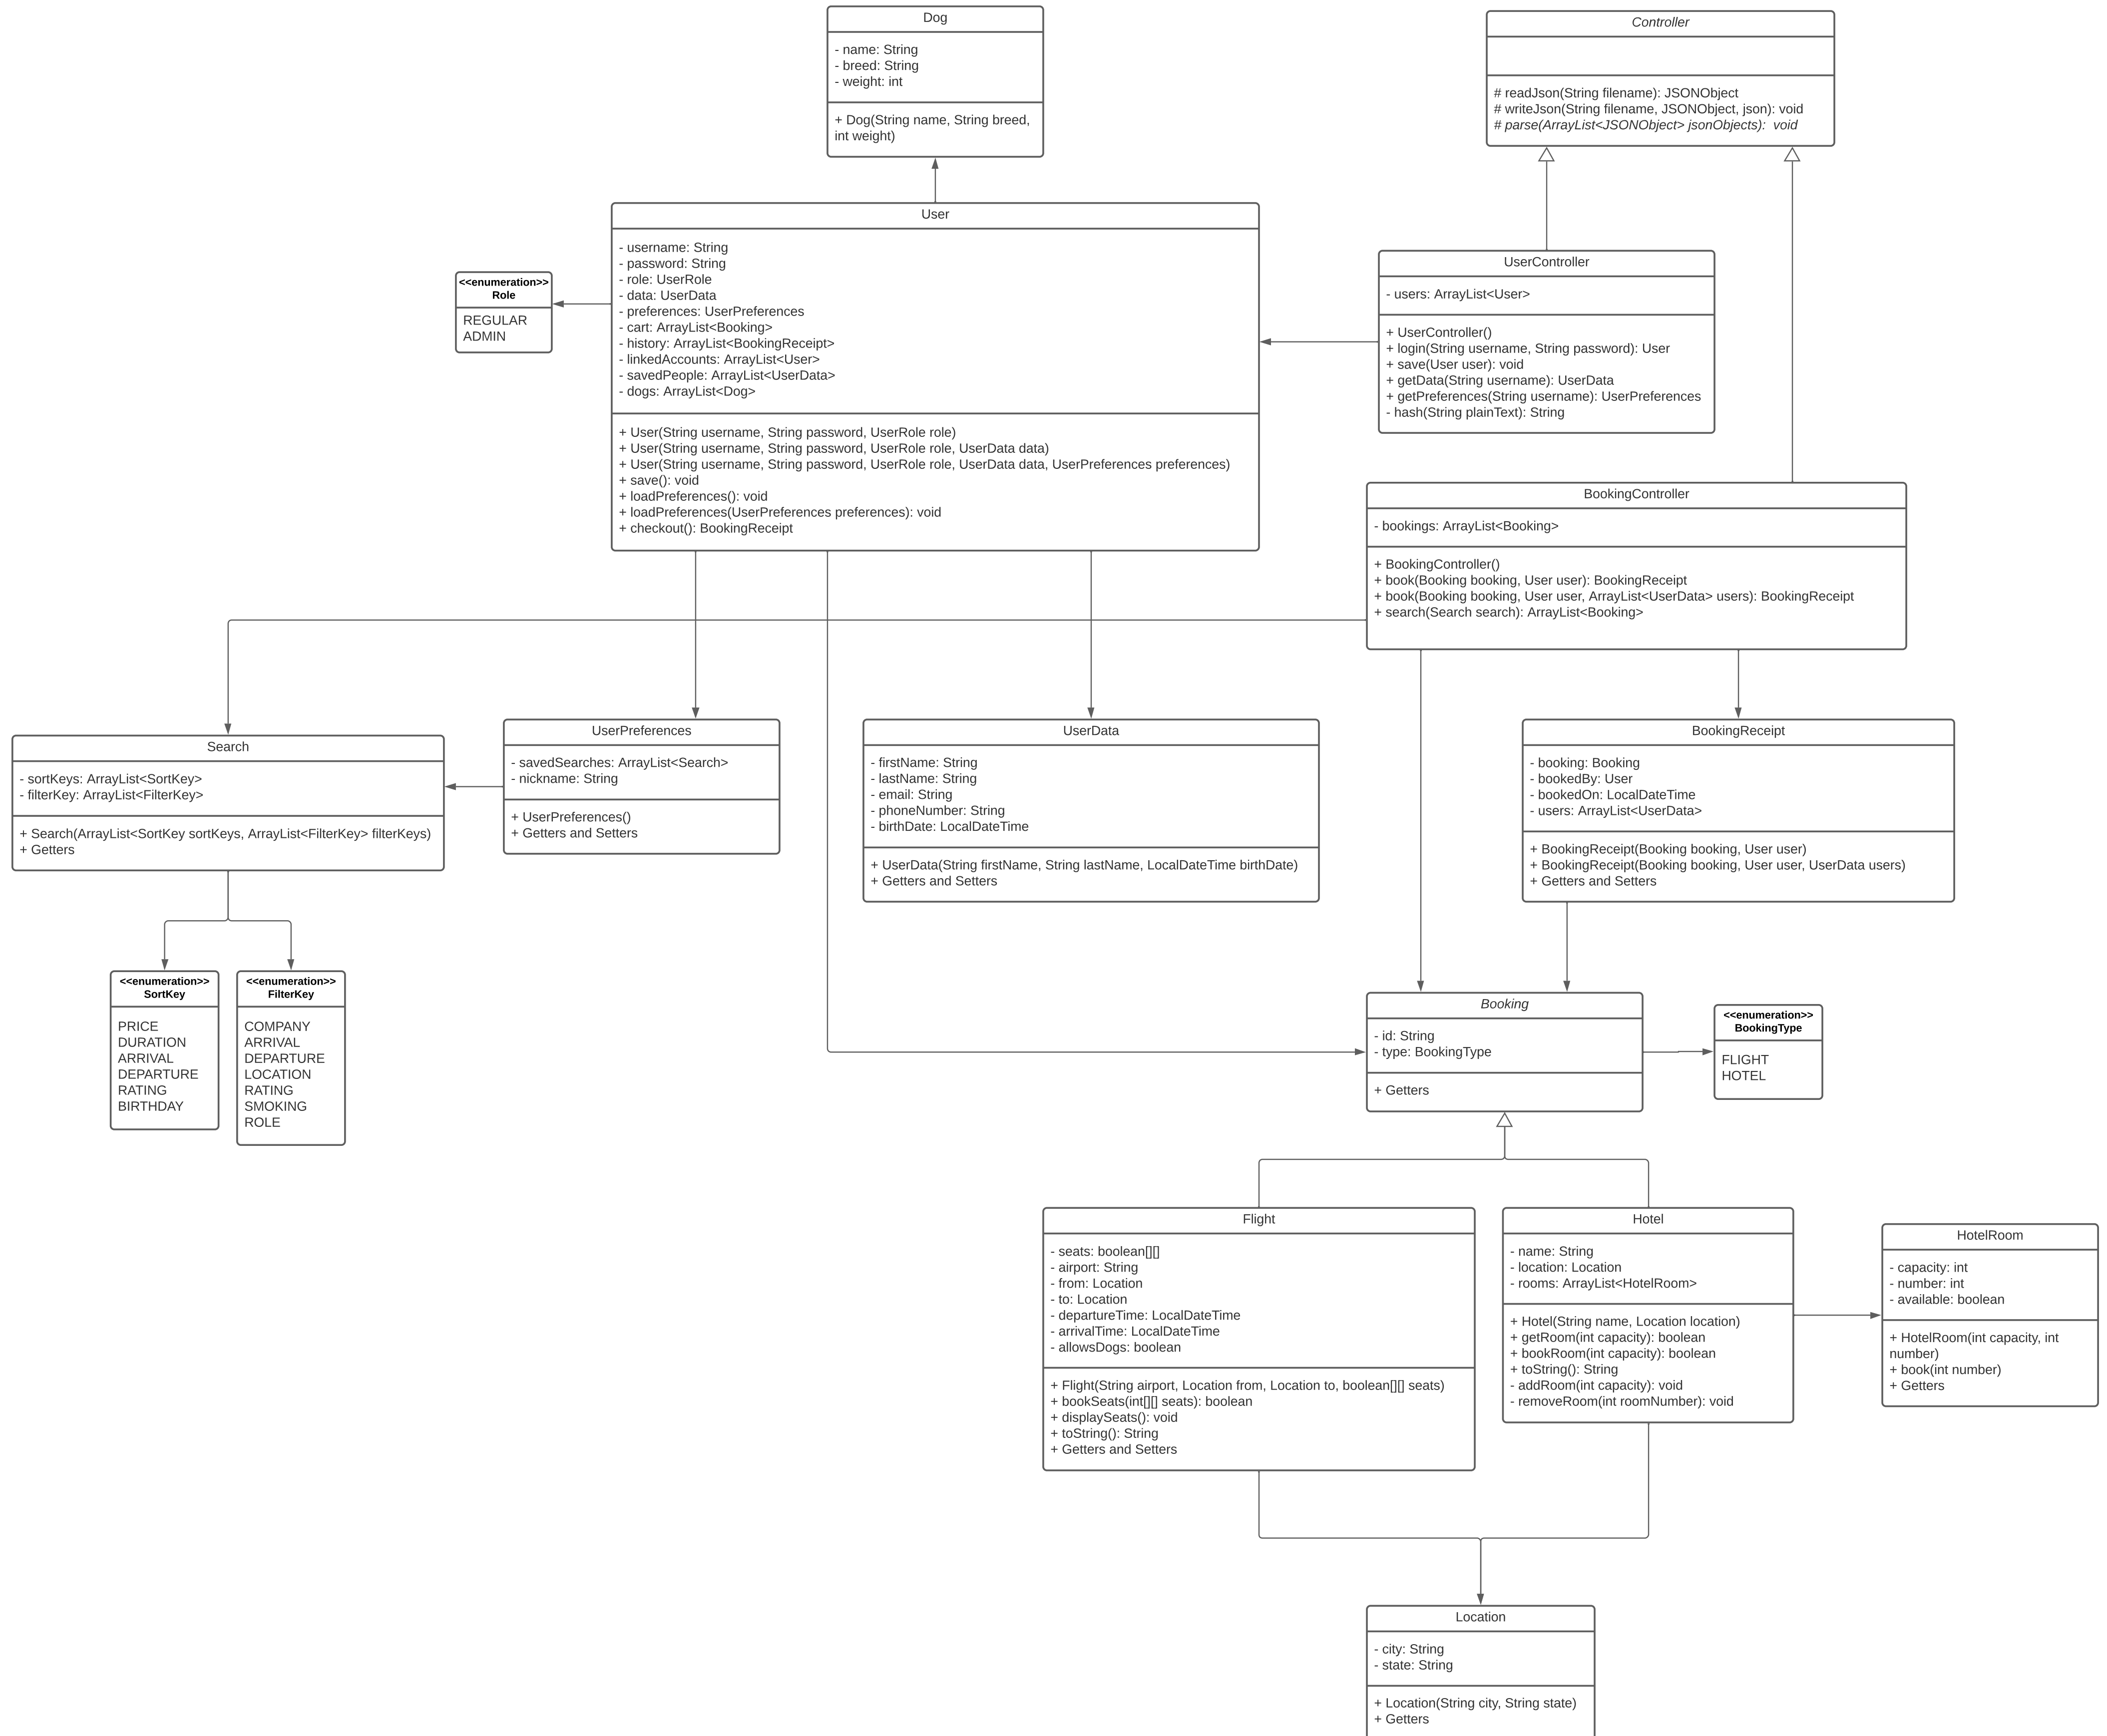 Dog
- name: String
- breed: String
- weight: int
+ Dog(String name, String breed,
int weight)
Controller
# readJson(String filename): JSONObject
# writeJson(String filename, JSONObject, json): void
# parse(ArrayList<JSONObject> jsonObjects):  void
User
- username: String
- password: String
- role: UserRole
- data: UserData
- preferences: UserPreferences
- cart: ArrayList<Booking>
- history: ArrayList<BookingReceipt>
- linkedAccounts: ArrayList<User>
- savedPeople: ArrayList<UserData>
- dogs: ArrayList<Dog>
+ User(String username, String password, UserRole role)
+ User(String username, String password, UserRole role, UserData data)
+ User(String username, String password, UserRole role, UserData data, UserPreferences preferences)
+ save(): void
+ loadPreferences(): void
+ loadPreferences(UserPreferences preferences): void
+ checkout(): BookingReceipt
<<enumeration>>
Role
REGULAR
ADMIN
UserController
- users: ArrayList<User>
+ UserController()
+ login(String username, String password): User
+ save(User user): void
+ getData(String username): UserData
+ getPreferences(String username): UserPreferences
- hash(String plainText): String
BookingController
- bookings: ArrayList<Booking>
+ BookingController()
+ book(Booking booking, User user): BookingReceipt
+ book(Booking booking, User user, ArrayList<UserData> users): BookingReceipt
+ search(Search search): ArrayList<Booking>
Search
- sortKeys: ArrayList<SortKey>
- filterKey: ArrayList<FilterKey>
+ Search(ArrayList<SortKey sortKeys, ArrayList<FilterKey> filterKeys)
+ Getters
UserPreferences
- savedSearches: ArrayList<Search>
- nickname: String
+ UserPreferences()
+ Getters and Setters
UserData
- firstName: String
- lastName: String
- email: String
- phoneNumber: String
- birthDate: LocalDateTime
+ UserData(String firstName, String lastName, LocalDateTime birthDate)
+ Getters and Setters
BookingReceipt
- booking: Booking
- bookedBy: User
- bookedOn: LocalDateTime
- users: ArrayList<UserData>
+ BookingReceipt(Booking booking, User user)
+ BookingReceipt(Booking booking, User user, UserData users)
+ Getters and Setters
<<enumeration>>
SortKey
PRICE
DURATION
ARRIVAL
DEPARTURE
RATING
BIRTHDAY
<<enumeration>>
FilterKey
COMPANY
ARRIVAL
DEPARTURE
LOCATION
RATING
SMOKING
ROLE
Booking
- id: String
- type: BookingType
+ Getters
<<enumeration>>
BookingType
FLIGHT
HOTEL
Flight
- seats: boolean[][]
- airport: String
- from: Location
- to: Location
- departureTime: LocalDateTime
- arrivalTime: LocalDateTime
- allowsDogs: boolean
+ Flight(String airport, Location from, Location to, boolean[][] seats)
+ bookSeats(int[][] seats): boolean
+ displaySeats(): void
+ toString(): String
+ Getters and Setters
Hotel
- name: String
- location: Location
- rooms: ArrayList<HotelRoom>
+ Hotel(String name, Location location)
+ getRoom(int capacity): boolean
+ bookRoom(int capacity): boolean
+ toString(): String
- addRoom(int capacity): void
- removeRoom(int roomNumber): void
HotelRoom
- capacity: int
- number: int
- available: boolean
+ HotelRoom(int capacity, int
number)
+ book(int number)
+ Getters
Location
- city: String
- state: String
+ Location(String city, String state)
+ Getters